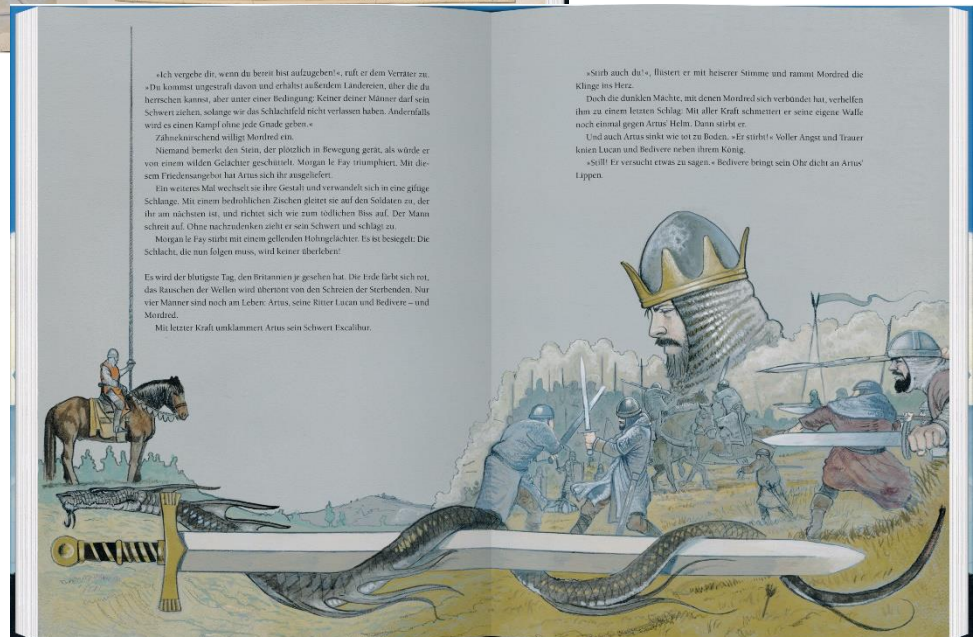 »Ich vergebe dir, wenn du bereit bist aufzugeben!«, ruft er dem Verräter zu.
»Du kommst ungestraft davon und erhältst außerdem Ländereien, über die du
herrschen kannst, aber unter einer Bedingung: Keiner deiner Männer darf sein
Schwert ziehen, solange wir das Schlachtfeld nicht verlassen haben. Andernfalls
wird es einen Kampf ohne jede Gnade geben.«
Zähneknirschend willigt Mordred ein.
Niemand bemerkt den Stein, der plötzlich in Bewegung gerät, als würde er
von einem wilden Gelächter geschüttelt. Morgan le Fay triumphiert. Mit die-
sem Friedensangebot hat Artus sich ihr ausgeliefert.
Ein weiteres Mal wechselt sie ihre Gestalt und verwandelt sich in eine giftige
Schlange. Mit einem bedrohlichen Zischen gleitet sie auf den Soldaten zu, der
ihr am nächsten ist, und richtet sich wie zum tödlichen Biss auf. Der Mann
schreit auf. Ohne nachzudenken zieht er sein Schwert und schlägt zu.
Morgan le Fay stirbt mit einem gellenden Hohngelächter. Es ist besiegelt: Die
Schlacht, die nun folgen muss, wird keiner überleben!
Es wird der blutigste Tag, den Britannien je gesehen hat. Die Erde färbt sich rot,
das Rauschen der Wellen wird übertönt von den Schreien der Sterbenden. Nur
vier Männer sind noch am Leben: Artus, seine Ritter Lucan und Bedivere – und
Mordred.
Mit letzter Kraft umklammert Artus sein Schwert Excalibur.
»Stirb auch du!«, flüstert er mit heiserer Stimme und rammt Mordred die
Klinge ins Herz.
Doch die dunklen Mächte, mit denen Mordred sich verbündet hat, verhelfen
ihm zu einem letzten Schlag: Mit aller Kraft schmettert er seine eigene Waffe
noch einmal gegen Artus' Helm. Dann stirbt er.
Und auch Artus sinkt wie tot zu Boden. »Er stirbt!« Voller Angst und Trauer
knien Lucan und Bedivere neben ihrem König.
»Still! Er versucht etwas zu sagen.« Bedivere bringt sein Ohr dicht an Artus'
Lippen.